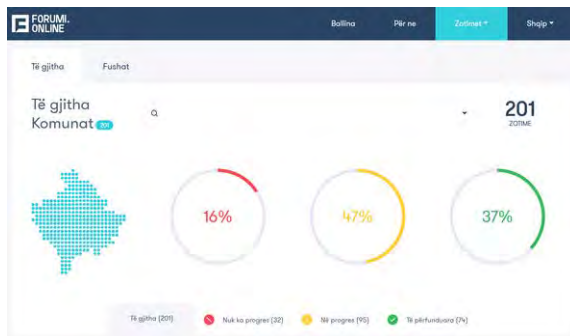 FORUMI.
ONLINE
Ballina Për ne Zotimet Shqip
Të gjitha Fushat
Të gjitha
Komunat 201
201
ZOTIME
16% 47% 37%
Të gjitha (201) Nuk ka progres (32) Në progres (95) Të përfunduara (74)